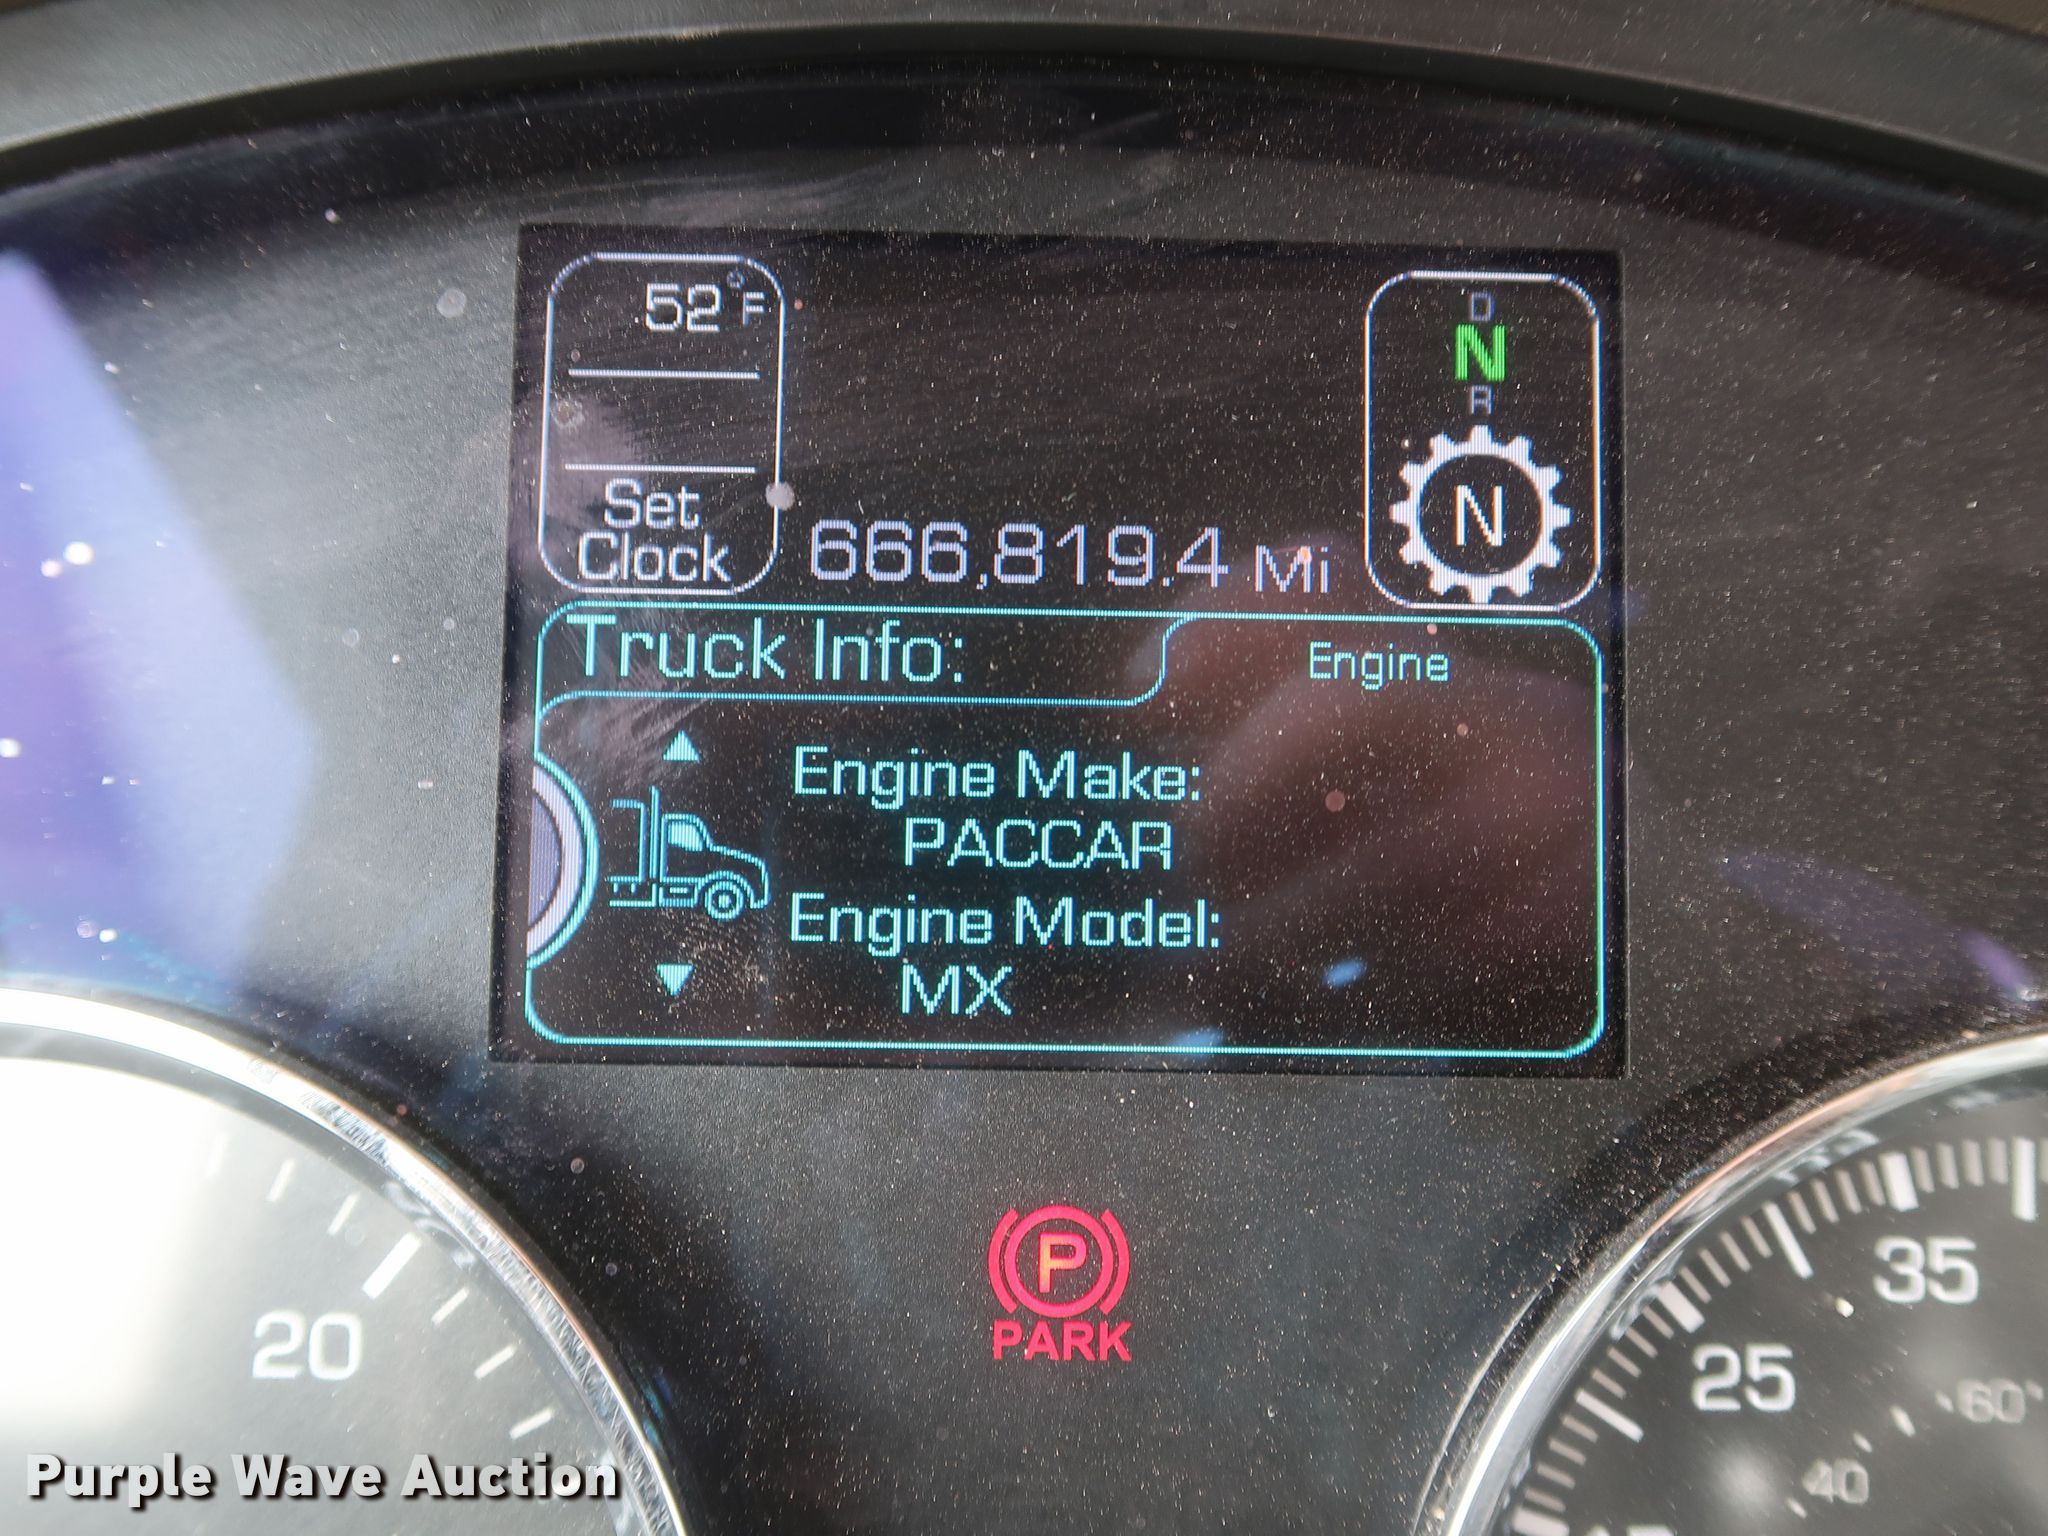 52°F
D
N
R
N
Set
Clock
666,819.4 Mi
Truck Info:
Engine
Engine Make:
PACCAR
Engine Model:
MX
P
PARK
20
35
25
60
40
Purple Wave Auction